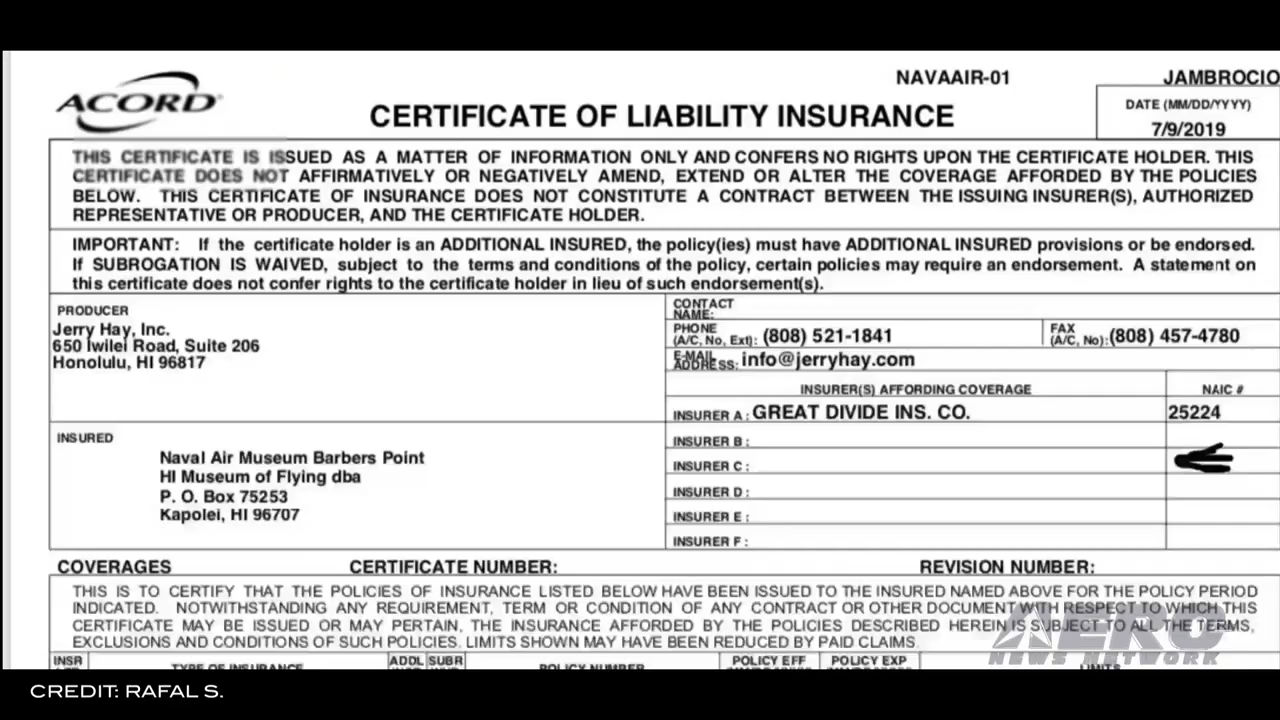 NAVAAIR-01
JAMBROCIO
ACORD
CERTIFICATE OF LIABILITY INSURANCE
DATE (MM/DD/YYYY)
7/9/2019
THIS CERTIFICATE IS ISSUED AS A MATTER OF INFORMATION ONLY AND CONFERS NO RIGHTS UPON THE CERTIFICATE HOLDER. THIS
CERTIFICATE DOES NOT AFFIRMATIVELY OR NEGATIVELY AMEND, EXTEND OR ALTER THE COVERAGE AFFORDED BY THE POLICIES
BELOW. THIS CERTIFICATE OF INSURANCE DOES NOT CONSTITUTE A CONTRACT BETWEEN THE ISSUING INSURER(S), AUTHORIZED
REPRESENTATIVE OR PRODUCER, AND THE CERTIFICATE HOLDER.
IMPORTANT: If the certificate holder is an ADDITIONAL INSURED, the policy(ies) must have ADDITIONAL INSURED provisions or be endorsed.
If SUBROGATION IS WAIVED, subject to the terms and conditions of the policy, certain policies may require an endorsement. A statement on
this certificate does not confer rights to the certificate holder in lieu of such endorsement(s).
PRODUCER
Jerry Hay, Inc.
650 Iwilei Road, Suite 206
Honolulu, HI 96817
CONTACT
NAME:
PHONE
(A/C, No, Ext): (808) 521-1841
FAX
(A/C, No): (808) 457-4780
E-MAIL
ADDRESS: info@jerryhay.com
INSURER(S) AFFORDING COVERAGE
NAIC #
INSURER A : GREAT DIVIDE INS. CO.
25224
INSURED
Naval Air Museum Barbers Point
HI Museum of Flying dba
P. O. Box 75253
Kapolei, HI 96707
INSURER B :
INSURER C :
INSURER D :
INSURER E :
INSURER F :
COVERAGES
CERTIFICATE NUMBER:
REVISION NUMBER:
THIS IS TO CERTIFY THAT THE POLICIES OF INSURANCE LISTED BELOW HAVE BEEN ISSUED TO THE INSURED NAMED ABOVE FOR THE POLICY PERIOD
INDICATED. NOTWITHSTANDING ANY REQUIREMENT, TERM OR CONDITION OF ANY CONTRACT OR OTHER DOCUMENT WITH RESPECT TO WHICH THIS
CERTIFICATE MAY BE ISSUED OR MAY PERTAIN, THE INSURANCE AFFORDED BY THE POLICIES DESCRIBED HEREIN IS SUBJECT TO ALL THE TERMS,
EXCLUSIONS AND CONDITIONS OF SUCH POLICIES. LIMITS SHOWN MAY HAVE BEEN REDUCED BY PAID CLAIMS.
INSR
TYPE OF INSURANCE
ADDL SUBR
POLICY NUMBER
POLICY EFF
POLICY EXP
LIMITS
AERO
NEWS NETWORK
CREDIT: RAFAL S.